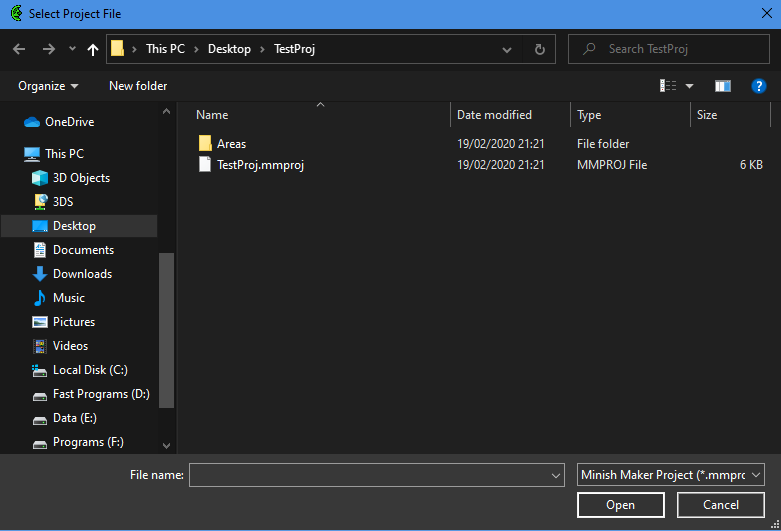 Select Project File
This PC > Desktop > TestProj
Search TestProj
Organize
New folder
Name
Date modified
Type
Size
OneDrive
This PC
3D Objects
3DS
Desktop
Documents
Downloads
Music
Pictures
Videos
Local Disk (C:)
Fast Programs (D:)
Data (E:)
Programs (F:)
Areas 19/02/2020 21:21 File folder
TestProj.mmproj 19/02/2020 21:21 MMPROJ File 6 KB
File name:
Minish Maker Project (*.mmprc
Open
Cancel